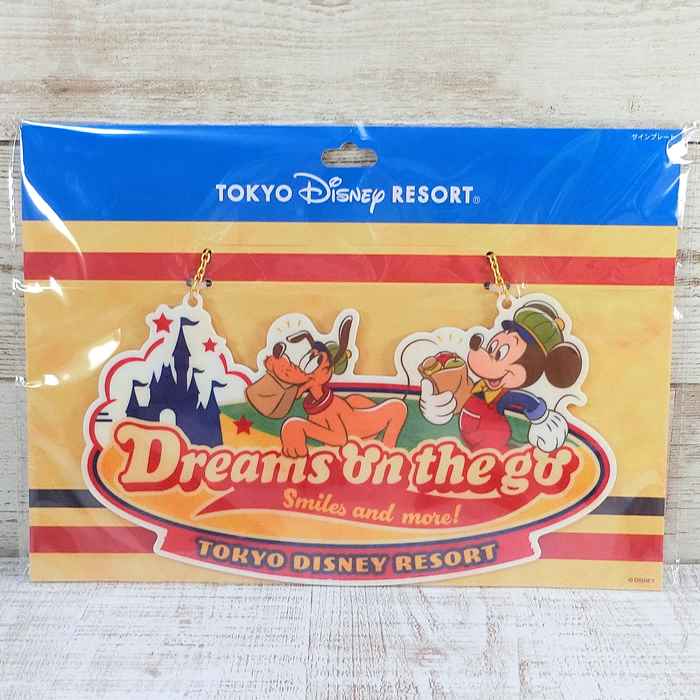 サインプレート
TOKYO Disney RESORT®
Dreams on the go
Smiles and more!
TOKYO DISNEY RESORT
© DISNEY